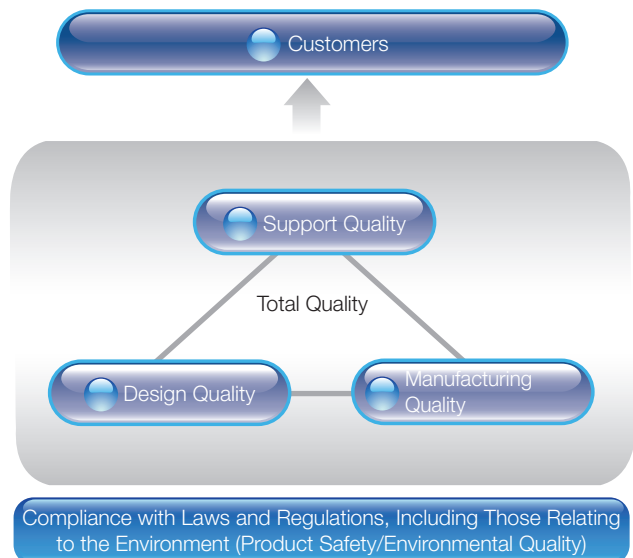 Customers
Support Quality
Total Quality
Design Quality
Manufacturing
Quality
Compliance with Laws and Regulations, Including Those Relating
to the Environment (Product Safety/Environmental Quality)